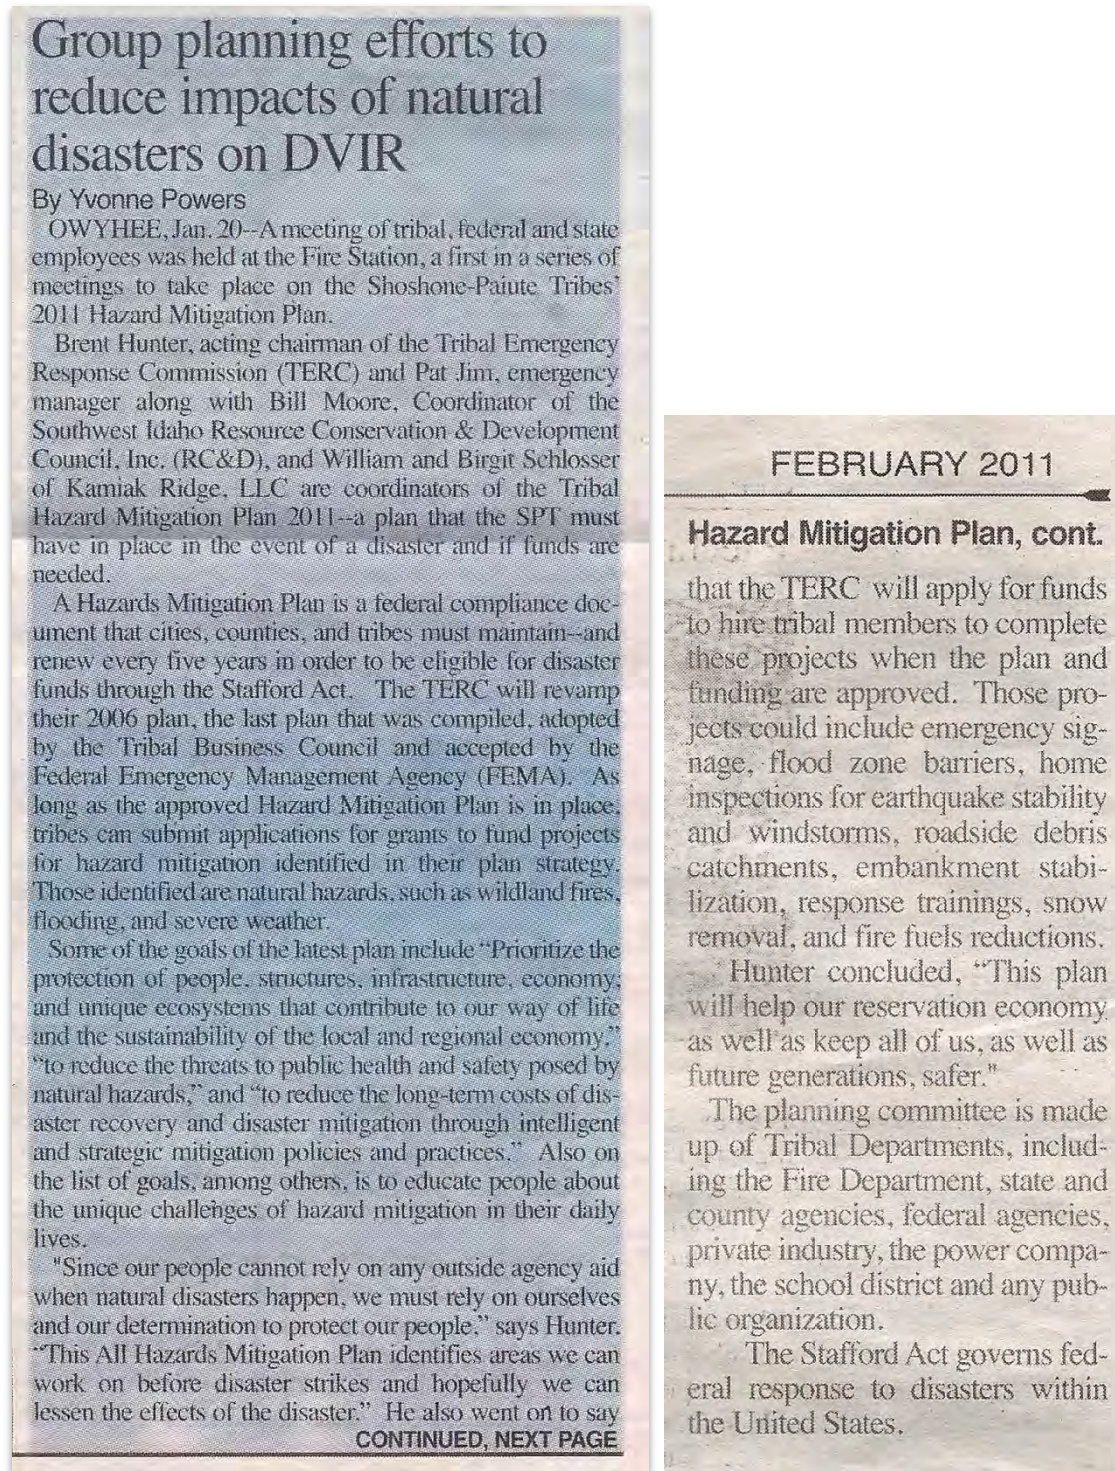 Group planning efforts to
reduce impacts of natural
disasters on DVIR
By Yvonne Powers
OWYHEE, Jan. 20--A meeting of tribal, federal and state
employees was held at the Fire Station, a first in a series of
meetings to take place on the Shoshone-Paiute Tribes'
2011 Hazard Mitigation Plan.
Brent Hunter, acting chairman of the Tribal Emergency
Response Commission (TERC) and Pat Jim, emergency
manager along with Bill Moore, Coordinator of the
Southwest Idaho Resource Conservation & Development
Council, Inc. (RC&D), and William and Birgit Schlosser
of Kamiak Ridge, LLC are coordinators of the Tribal
Hazard Mitigation Plan 2011--a plan that the SPT must
have in place in the event of a disaster and if funds are
needed.
A Hazards Mitigation Plan is a federal compliance doc-
ument that cities, counties, and tribes must maintain--and
renew every five years in order to be eligible for disaster
funds through the Stafford Act. The TERC will revamp
their 2006 plan, the last plan that was compiled, adopted
by the Tribal Business Council and accepted by the
Federal Emergency Management Agency (FEMA). As
long as the approved Hazard Mitigation Plan is in place,
tribes can submit applications for grants to fund projects
for hazard mitigation identified in their plan strategy.
Those identified are natural hazards, such as wildland fires,
flooding, and severe weather.
Some of the goals of the latest plan include "Prioritize the
protection of people, structures, infrastructure, economy,
and unique ecosystems that contribute to our way of life
and the sustainability of the local and regional economy,"
"to reduce the threats to public health and safety posed by
natural hazards," and "to reduce the long-term costs of dis-
aster recovery and disaster mitigation through intelligent
and strategic mitigation policies and practices." Also on
the list of goals, among others, is to educate people about
the unique challenges of hazard mitigation in their daily
lives.
"Since our people cannot rely on any outside agency aid
when natural disasters happen, we must rely on ourselves
and our determination to protect our people," says Hunter.
"This All Hazards Mitigation Plan identifies areas we can
work on before disaster strikes and hopefully we can
lessen the effects of the disaster." He also went on to say
CONTINUED, NEXT PAGE
FEBRUARY 2011
Hazard Mitigation Plan, cont.
that the TERC will apply for funds
to hire tribal members to complete
these projects when the plan and
funding are approved. Those pro-
jects could include emergency sig-
nage, flood zone barriers, home
inspections for earthquake stability
and windstorms, roadside debris
catchments, embankment stabi-
lization, response trainings, snow
removal, and fire fuels reductions.
Hunter concluded, "This plan
will help our reservation economy
as well as keep all of us, as well as
future generations, safer."
The planning committee is made
up of Tribal Departments, includ-
ing the Fire Department, state and
county agencies, federal agencies,
private industry, the power compa-
ny, the school district and any pub-
lic organization.
The Stafford Act governs fed-
eral response to disasters within
the United States.